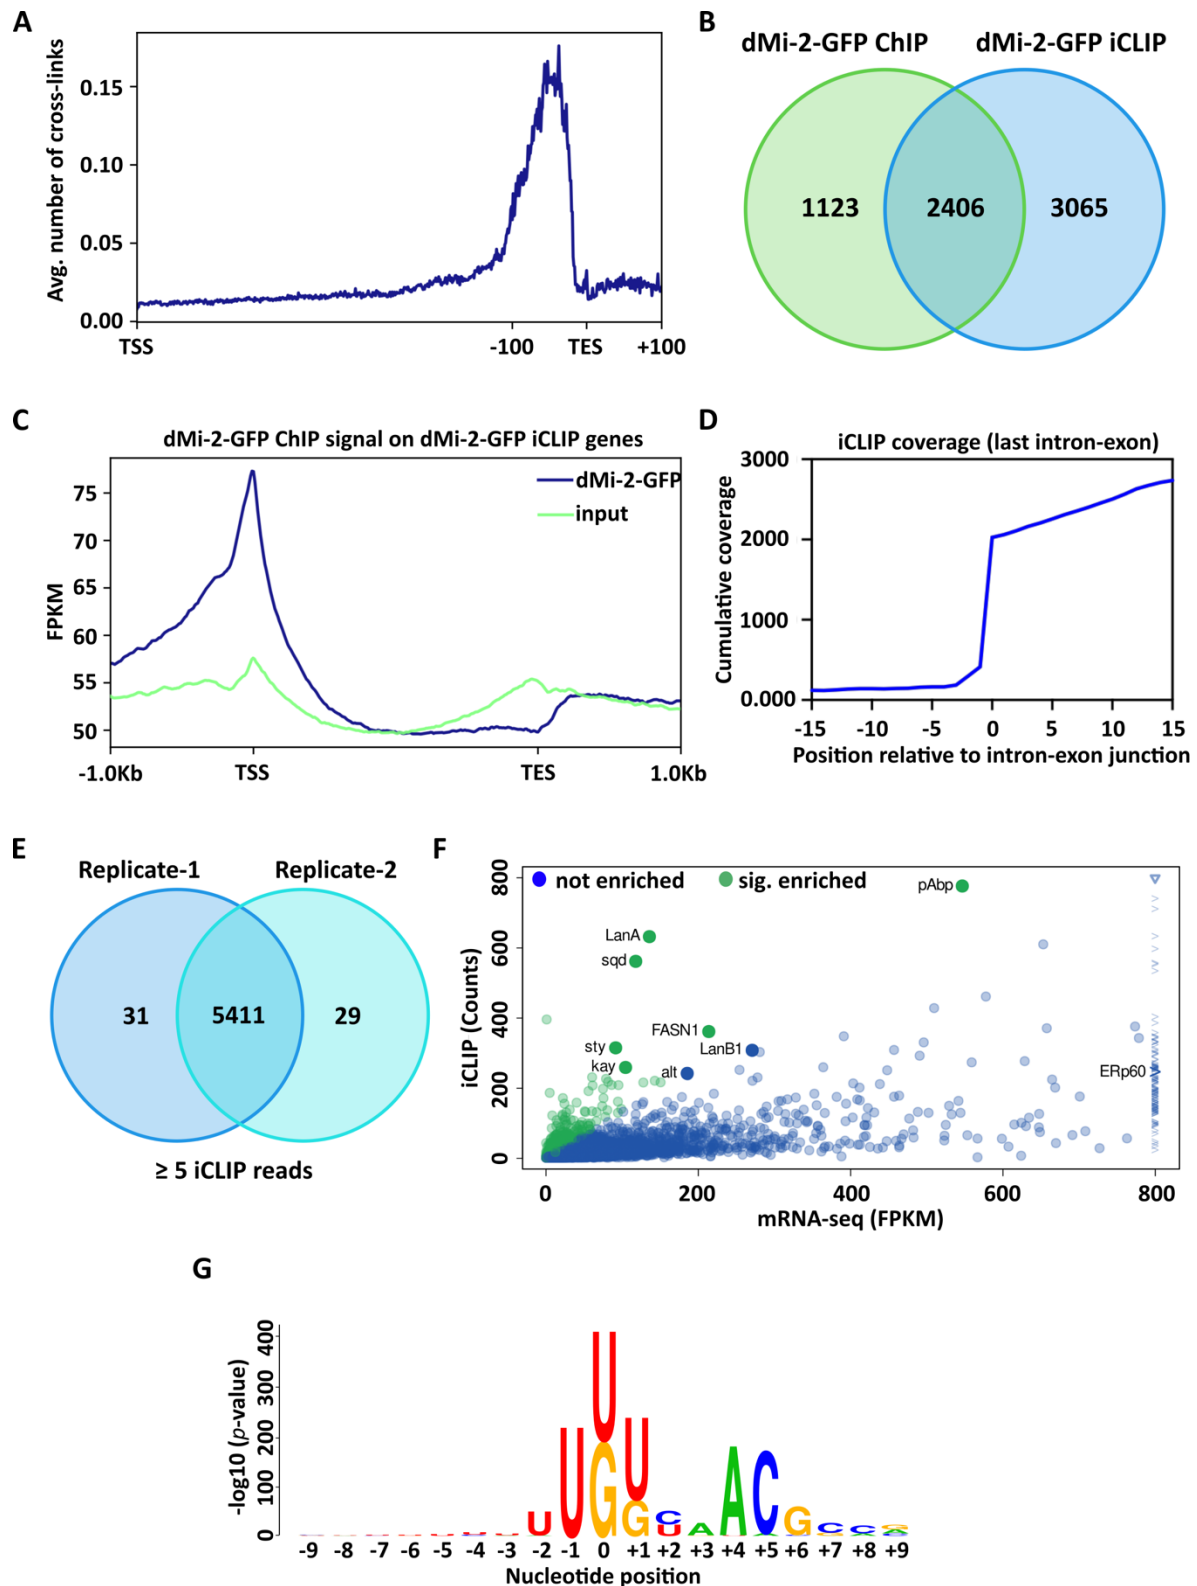 A
Avg. number of cross-links
0.15
0.10
0.05
0.00
TSS
-100
TES
+100
B
dMi-2-GFP ChIP
dMi-2-GFP iCLIP
1123
2406
3065
C
dMi-2-GFP ChIP signal on dMi-2-GFP iCLIP genes
FPKM
75
70
65
60
55
50
dMi-2-GFP
input
-1.0Kb
TSS
TES
1.0Kb
D
iCLIP coverage (last intron-exon)
Cumulative coverage
3000
2000
1000
0.000
-15
-10
-5
0
5
10
15
Position relative to intron-exon junction
E
Replicate-1
Replicate-2
31
5411
29
≥ 5 iCLIP reads
F
iCLIP (Counts)
800
600
400
200
0
not enriched
sig. enriched
pAbp
LanA
sqd
FASN1
sty
LanB1
kay
alt
ERp60
0
200
400
600
800
mRNA-seq (FPKM)
G
-log10 (p-value)
400
300
200
100
0
U
U
G
U
U
G
C
U
A
A
C
G
C
C
G
A
-9 -8 -7 -6 -5 -4 -3 -2 -1 0 +1 +2 +3 +4 +5 +6 +7 +8 +9
Nucleotide position